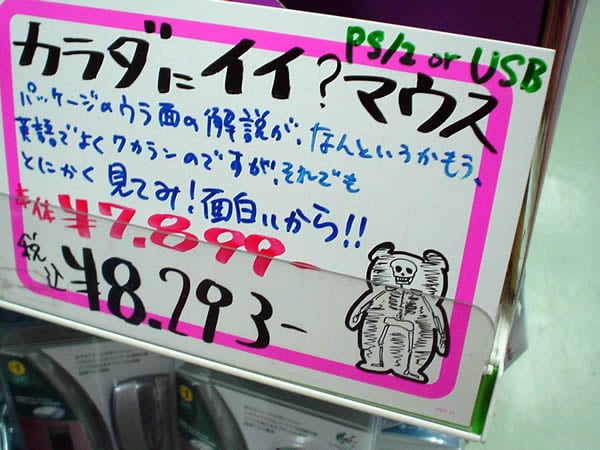 PS/2 or USB
カラダにイイ?マウス
パッケージのウラ面の解説が、なんというかもう、
英語でよくワカランのですが、それでも
とにかく見てみ!面白いから!!
本体¥7.899-
税込¥8.293-